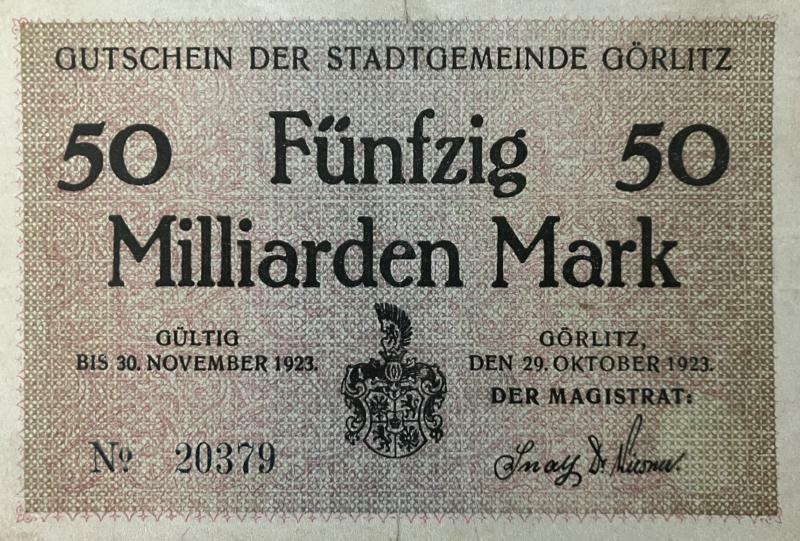 GUTSCHEIN DER STADTGEMEINDE GÖRLITZ
50 Fünfzig 50
Milliarden Mark
GÜLTIG
BIS 30. NOVEMBER 1923.
GÖRLITZ,
DEN 29. OKTOBER 1923.
DER MAGISTRAT:
No 20379